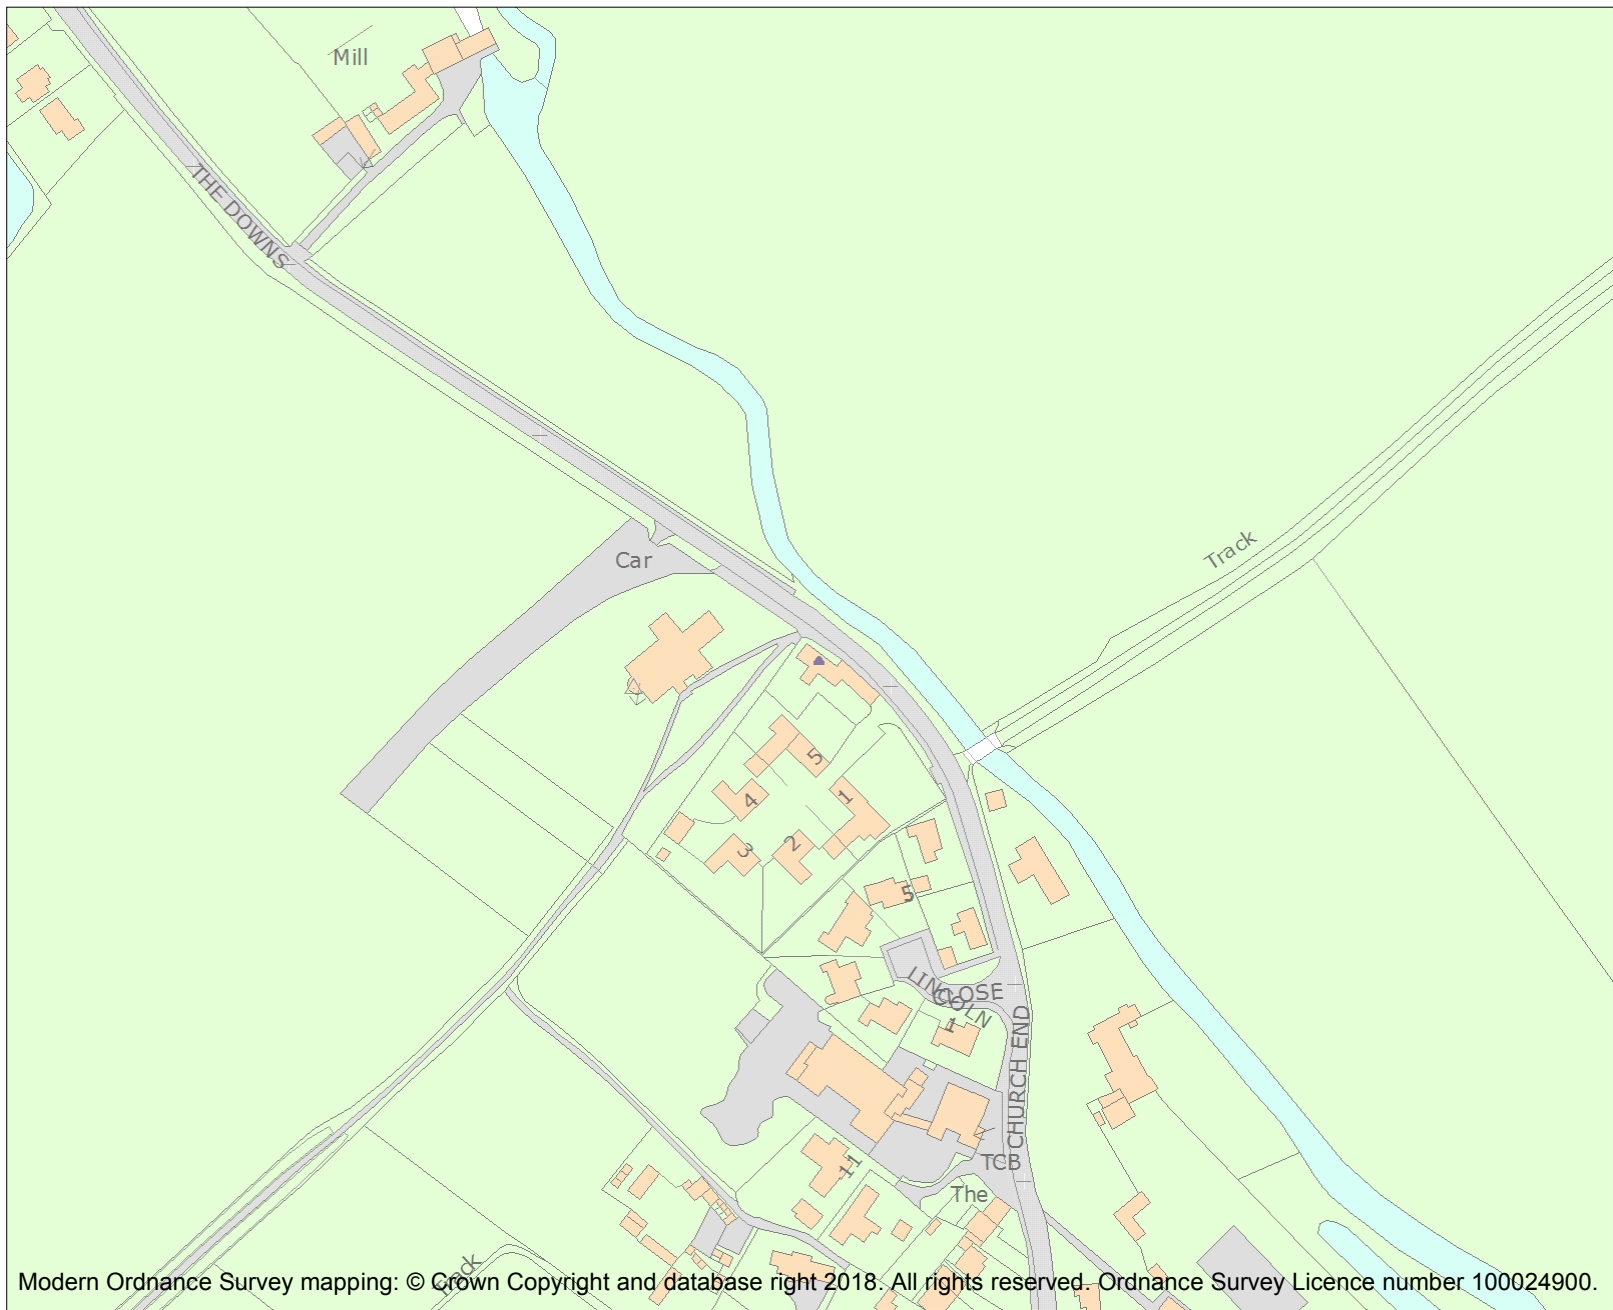 Mill
THE DOWNS
Track
Car
5
4
1
2
3
5
LINCOLN
CLOSE
1
CHURCH END
TCB
11
The
Track
Modern Ordnance Survey mapping: © Crown Copyright and database right 2018. All rights reserved. Ordnance Survey Licence number 100024900.